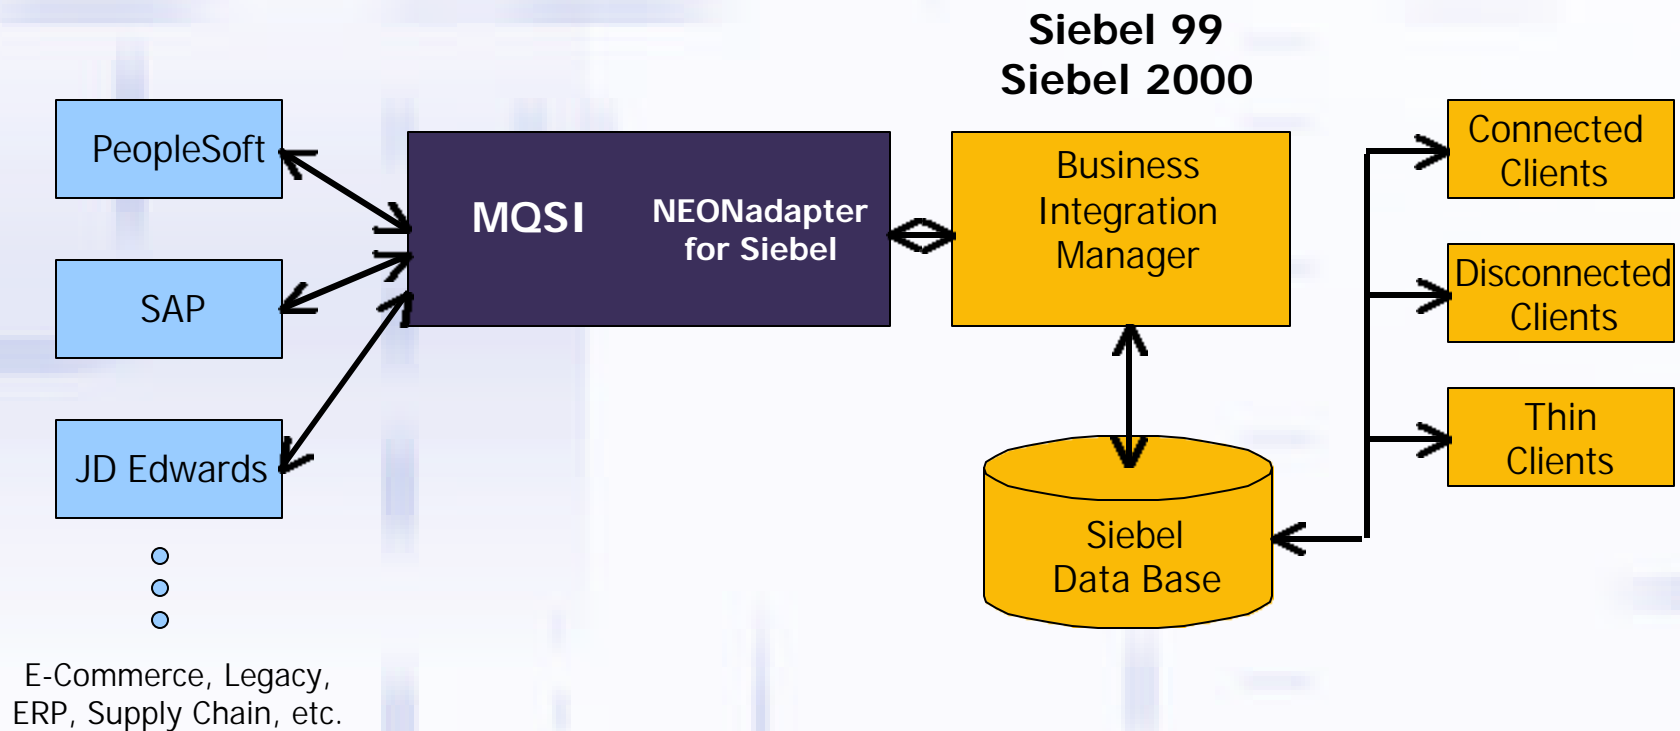 Siebel 99
Siebel 2000
PeopleSoft
SAP
JD Edwards
E-Commerce, Legacy,
ERP, Supply Chain, etc.
MQSI
NEONadapter
for Siebel
Business
Integration
Manager
Siebel
Data Base
Connected
Clients
Disconnected
Clients
Thin
Clients